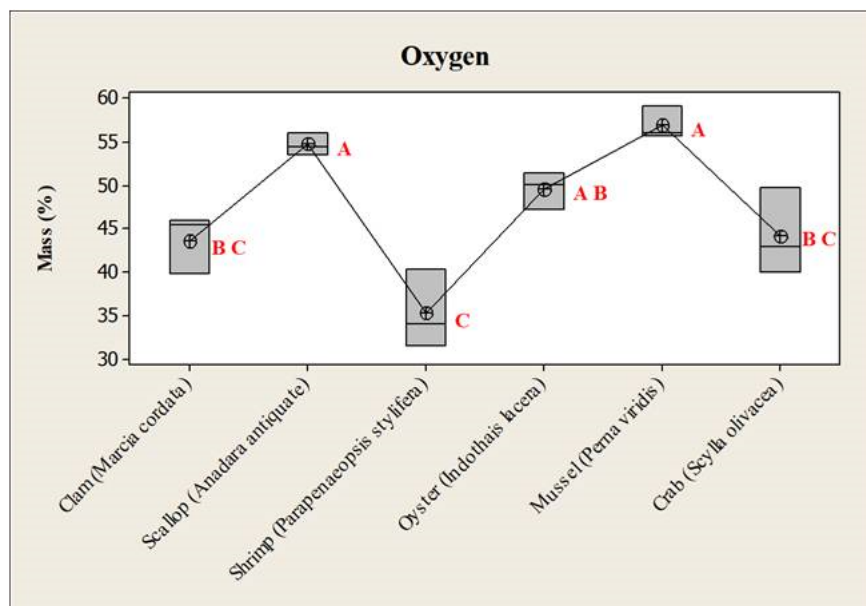 Oxygen
Mass (%)
60
55
50
45
40
35
30
B C
A
C
A B
A
B C
Clam (Marcia cordata)
Scallop (Anadara antiquate)
Shrimp (Parapenaeopsis stylifera)
Oyster (Indothais lacera)
Mussel (Perna viridis)
Crab (Scylla olivacea)